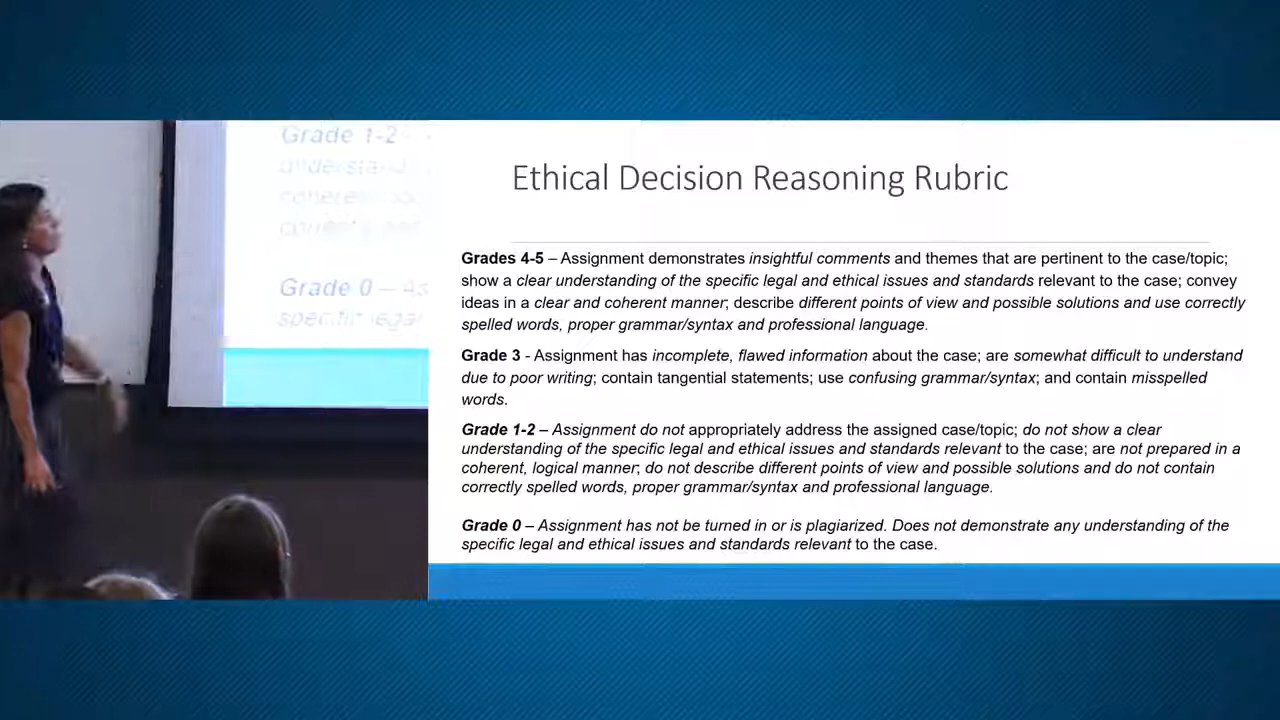 Grade 1-2
understand
Grade 0 – As
specific legal
Ethical Decision Reasoning Rubric
Grades 4-5 – Assignment demonstrates insightful comments and themes that are pertinent to the case/topic;
show a clear understanding of the specific legal and ethical issues and standards relevant to the case; convey
ideas in a clear and coherent manner; describe different points of view and possible solutions and use correctly
spelled words, proper grammar/syntax and professional language.
Grade 3 - Assignment has incomplete, flawed information about the case; are somewhat difficult to understand
due to poor writing; contain tangential statements; use confusing grammar/syntax; and contain misspelled
words.
Grade 1-2 – Assignment do not appropriately address the assigned case/topic; do not show a clear
understanding of the specific legal and ethical issues and standards relevant to the case; are not prepared in a
coherent, logical manner; do not describe different points of view and possible solutions and do not contain
correctly spelled words, proper grammar/syntax and professional language.
Grade 0 – Assignment has not be turned in or is plagiarized. Does not demonstrate any understanding of the
specific legal and ethical issues and standards relevant to the case.